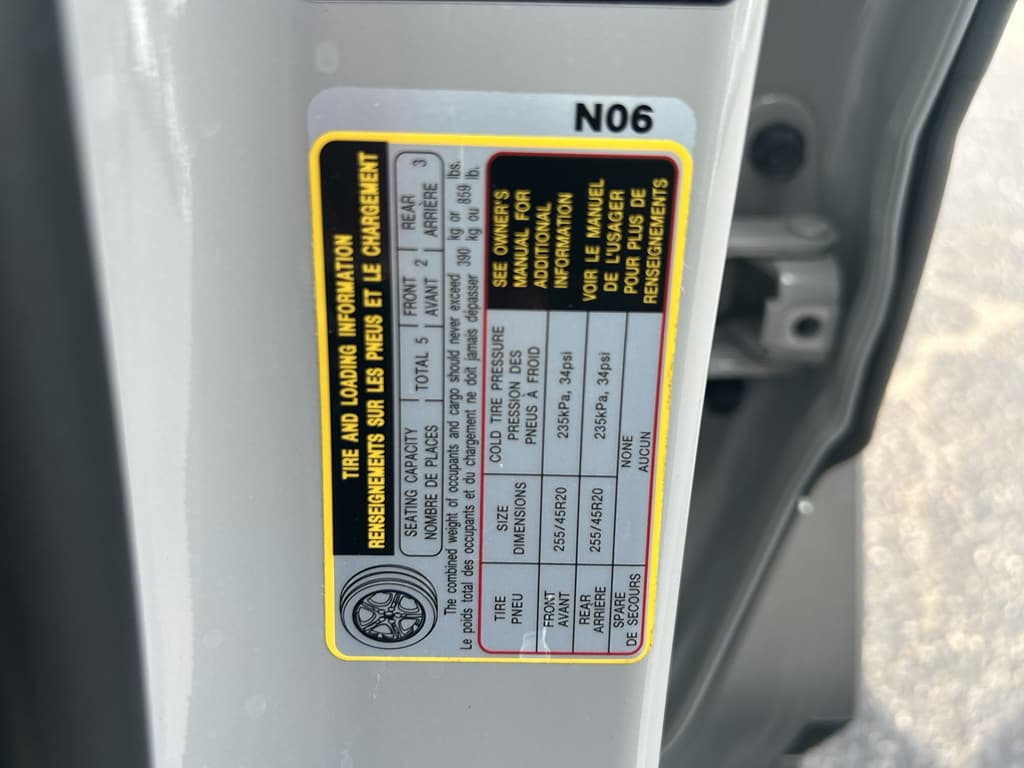 N06
TIRE AND LOADING INFORMATION
RENSEIGNEMENTS SUR LES PNEUS ET LE CHARGEMENT
SEATING CAPACITY
NOMBRE DE PLACES
TOTAL 5
FRONT
AVANT 2
REAR
ARRIÈRE 3
The combined weight of occupants and cargo should never exceed 390 kg or 859 lbs.
Le poids total des occupants et du chargement ne doit jamais dépasser 390 kg ou 859 lb.
TIRE
PNEU
SIZE
DIMENSIONS
COLD TIRE PRESSURE
PRESSION DES
PNEUS À FROID
FRONT
AVANT
255/45R20
235kPa, 34psi
REAR
ARRIERE
255/45R20
235kPa, 34psi
SPARE
DE SECOURS
NONE
AUCUN
SEE OWNER'S
MANUAL FOR
ADDITIONAL
INFORMATION
VOIR LE MANUEL
DE L'USAGER
POUR PLUS DE
RENSEIGNEMENTS